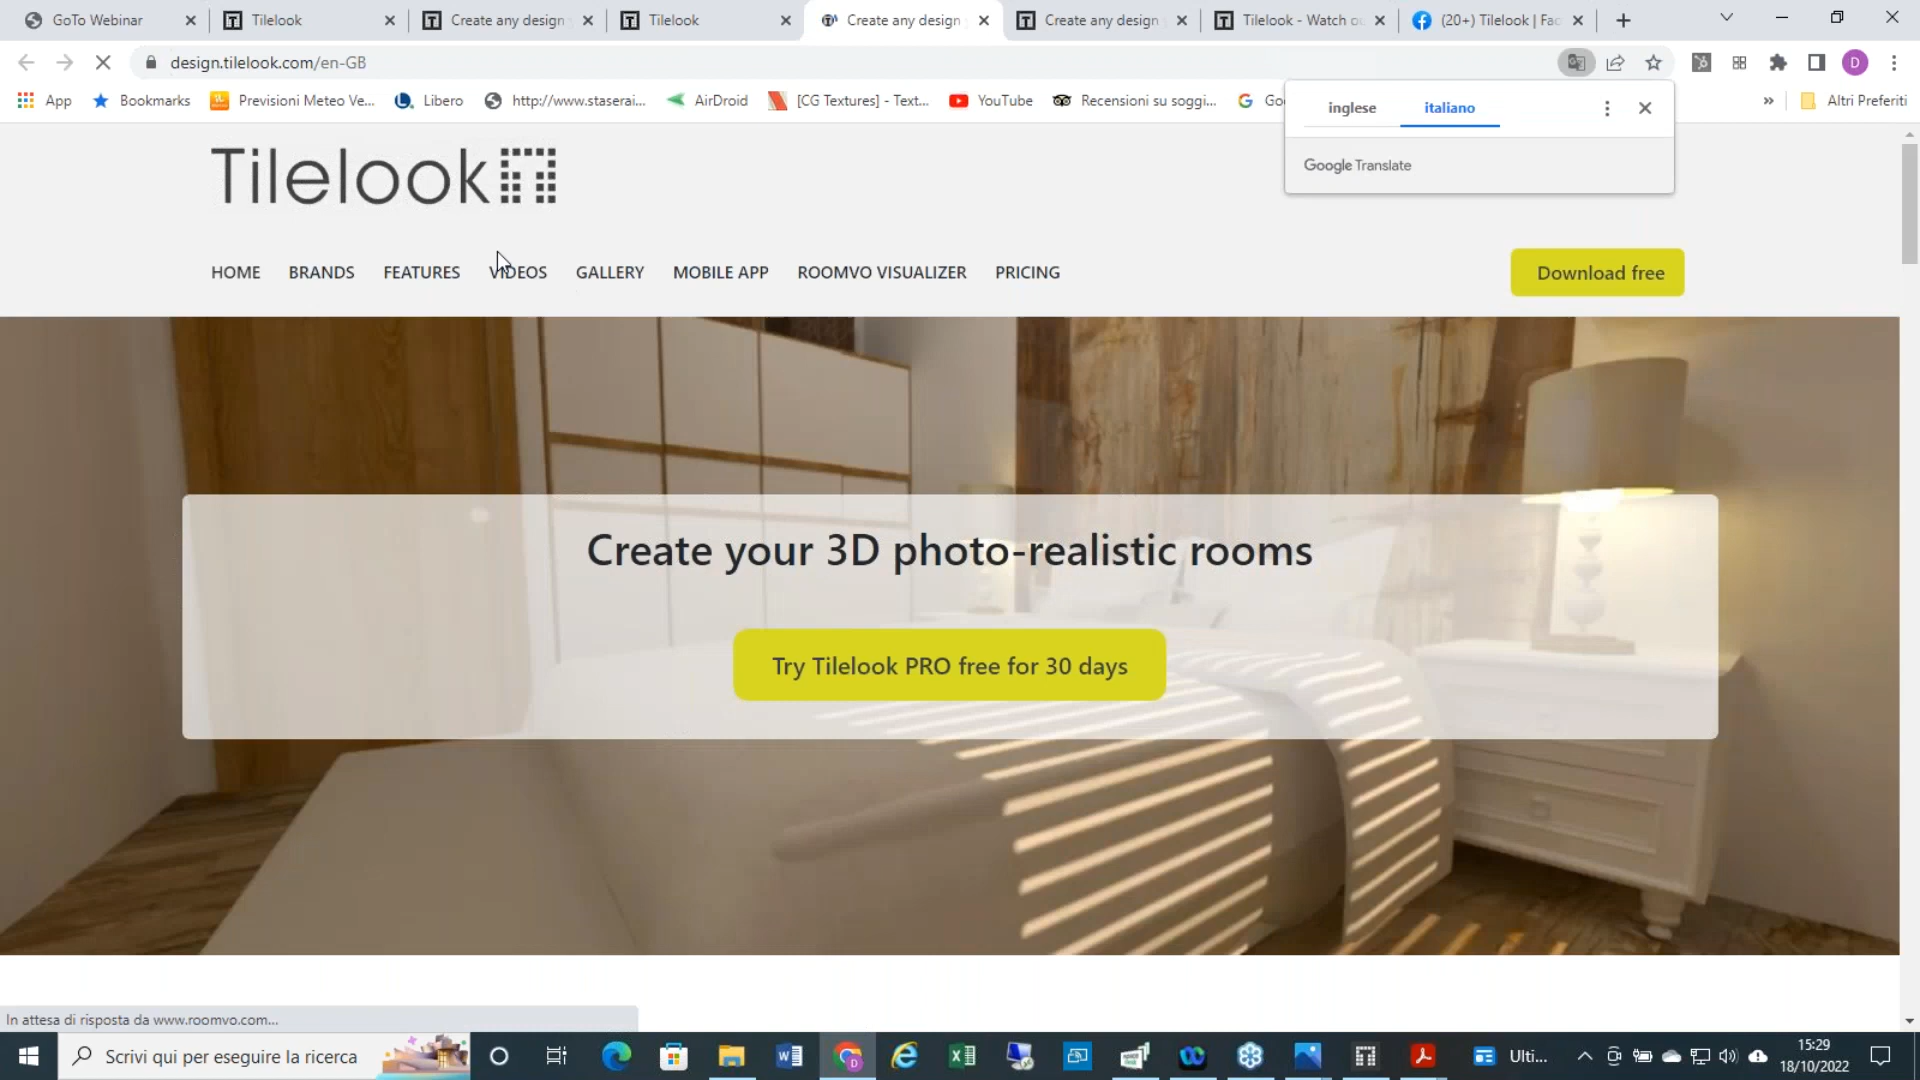 GoTo Webinar
Tilelook
Create any design
Tilelook
Create any design
Create any design
Tilelook - Watch ou
(20+) Tilelook | Fac
design.tilelook.com/en-GB
D
App
Bookmarks
Previsioni Meteo Ve...
Libero
http://www.staserai...
AirDroid
[CG Textures] - Text...
YouTube
Recensioni su soggi...
Go
»
Altri Preferiti
inglese
italiano
Google Translate
Tilelook
HOME
BRANDS
FEATURES
VIDEOS
GALLERY
MOBILE APP
ROOMVO VISUALIZER
PRICING
Download free
Create your 3D photo-realistic rooms
Try Tilelook PRO free for 30 days
In attesa di risposta da www.roomvo.com...
Scrivi qui per eseguire la ricerca
Ulti...
15:29
18/10/2022